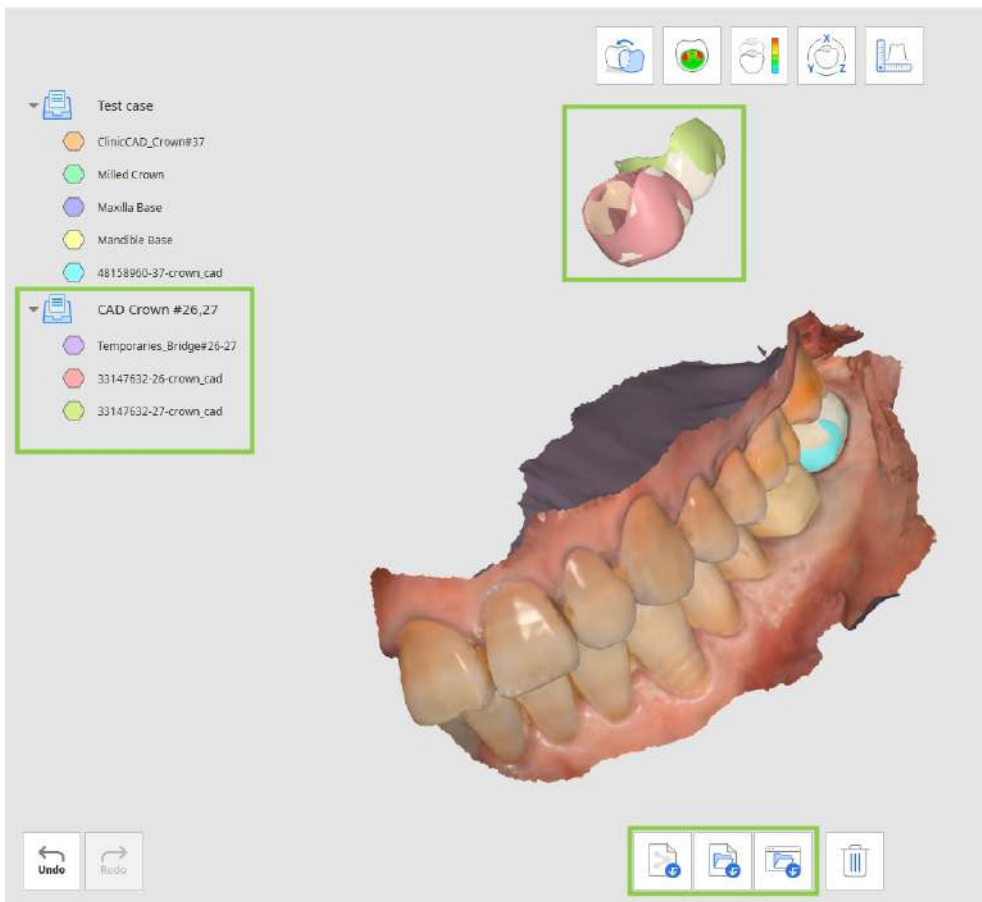 Test case
ClinicCAD_Crown#37
Milled Crown
Maxilla Base
Mandible Base
48158960-37-crown_cad
CAD Crown #26,27
Temporaries_Bridge#26-27
33147632-26-crown_cad
33147632-27-crown_cad
X
Y Z
Undo
Redo